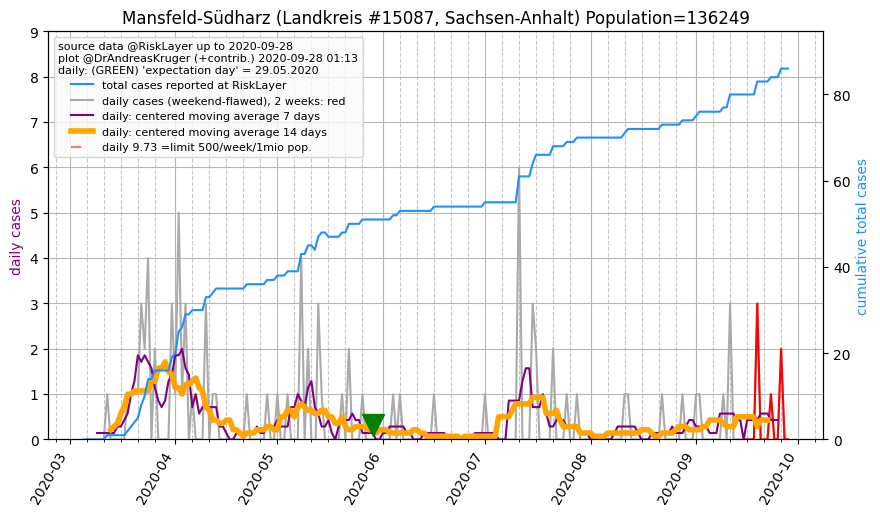 Mansfeld-Südharz (Landkreis #15087, Sachsen-Anhalt) Population=136249
source data @RiskLayer up to 2020-09-28
plot @DrAndreasKruger (+contrib.) 2020-09-28 01:13
daily: (GREEN) 'expectation day' = 29.05.2020
total cases reported at RiskLayer
daily cases (weekend-flawed), 2 weeks: red
daily: centered moving average 7 days
daily: centered moving average 14 days
daily 9.73 =limit 500/week/1mio pop.
daily cases
9
8
7
6
5
4
3
2
1
0
cumulative total cases
80
60
40
20
0
2020-03
2020-04
2020-05
2020-06
2020-07
2020-08
2020-09
2020-10